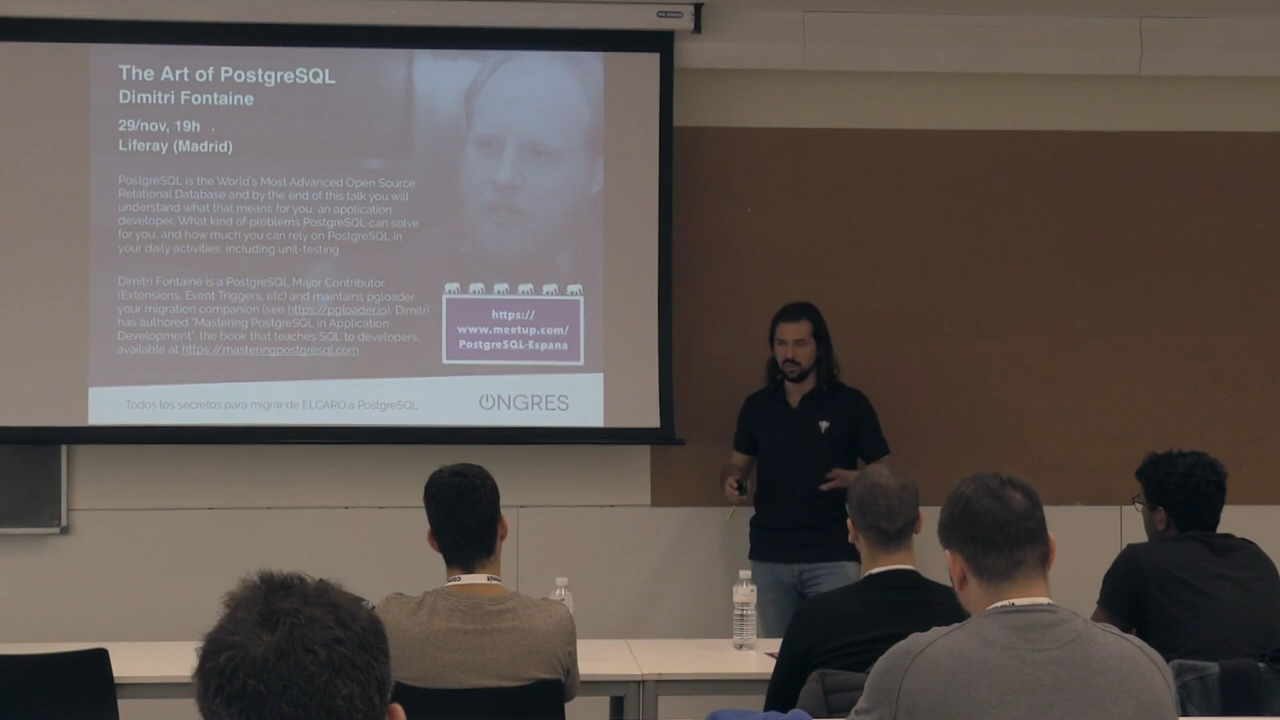 The Art of PostgreSQL
Dimitri Fontaine
29/nov, 19h
Liferay (Madrid)
PostgreSQL is the World's Most Advanced Open Source
Relational Database and by the end of this talk you will
understand what that means for you, an application
developer. What kind of problems PostgreSQL can solve
for you, and how much you can rely on PostgreSQL in
your daily activities, including unit-testing
Dimitri Fontaine is a PostgreSQL Major Contributor
(Extensions, Event Triggers, etc) and maintains pgloader,
your migration companion (see https://pgloader.io). Dimitri
has authored "Mastering PostgreSQL in Application
Development", the book that teaches SQL to developers,
available at https://masteringpostgresql.com
https://
www.meetup.com/
PostgreSQL-Espana
Todos los secretos para migrar de ELCARO a PostgreSQL
ONGRES